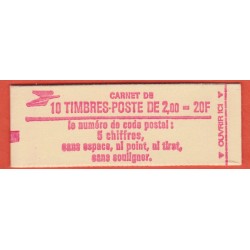 CARNET DE
10 TIMBRES-POSTE DE 2,00 = 20F
le numéro de code postal :
5 chiffres,
sans espace, ni point, ni tiret,
sans souligner.
OUVRIR ICI